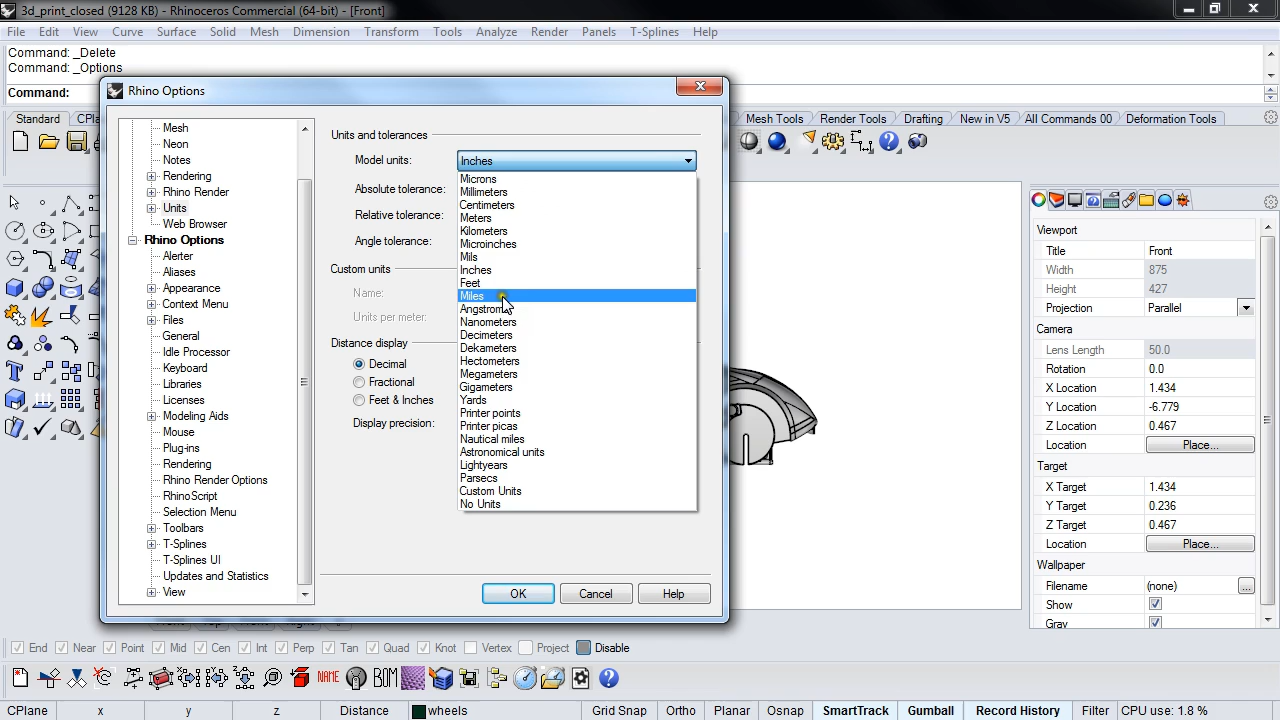 3d_print_closed (9128 KB) - Rhinoceros Commercial (64-bit) - [Front]
File Edit View Curve Surface Solid Mesh Dimension Transform Tools Analyze Render Panels T-Splines Help
Command: _Delete
Command: _Options
Command:
Rhino Options
Standard CPla
Mesh Tools Render Tools Drafting New in V5 All Commands 00 Deformation Tools
Mesh
Neon
Notes
Rendering
Rhino Render
Units
Web Browser
Rhino Options
Alerter
Aliases
Appearance
Context Menu
Files
General
Idle Processor
Keyboard
Libraries
Licenses
Modeling Aids
Mouse
Plug-ins
Rendering
Rhino Render Options
RhinoScript
Selection Menu
Toolbars
T-Splines
T-Splines UI
Updates and Statistics
View
Units and tolerances
Model units: Inches
Absolute tolerance:
Relative tolerance:
Angle tolerance:
Custom units
Name:
Units per meter:
Distance display
Decimal
Fractional
Feet & Inches
Display precision:
Microns
Millimeters
Centimeters
Meters
Kilometers
Microinches
Mils
Inches
Feet
Miles
Angstroms
Nanometers
Decimeters
Dekameters
Hectometers
Megameters
Gigameters
Yards
Printer points
Printer picas
Nautical miles
Astronomical units
Lightyears
Parsecs
Custom Units
No Units
OK Cancel Help
Viewport
Title Front
Width 875
Height 427
Projection Parallel
Camera
Lens Length 50.0
Rotation 0.0
X Location 1.434
Y Location -6.779
Z Location 0.467
Location Place...
Target
X Target 1.434
Y Target 0.236
Z Target 0.467
Location Place...
Wallpaper
Filename (none) ...
Show
Gray
End Near Point Mid Cen Int Perp Tan Quad Knot Vertex Project Disable
NAME BOM
CPlane x y z Distance wheels Grid Snap Ortho Planar Osnap SmartTrack Gumball Record History Filter CPU use: 1.8 %